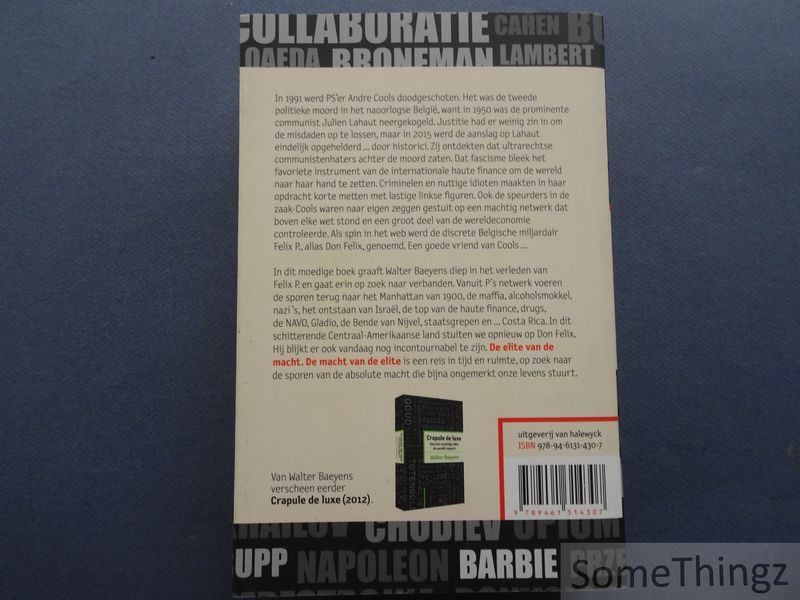 COLLABORATIE CAHEN
QAEDA BRONEMAN LAMBERT
In 1991 werd PS'er Andre Cools doodgeschoten. Het was de tweede
politieke moord in het naoorlogse België, want in 1950 was de prominente
communist Julien Lahaut neergekogeld. Justitie had er weinig zin in om
de misdaden op te lossen, maar in 2015 werd de aanslag op Lahaut
eindelijk opgehelderd ... door historici. Zij ontdekten dat ultrarechtse
communistenhaters achter de moord zaten. Dat fascisme bleek het
favoriete instrument van de internationale haute finance om de wereld
naar haar hand te zetten. Criminelen en nuttige idioten maakten in haar
opdracht korte metten met lastige linkse figuren. Ook de speurders in de
zaak-Cools waren naar eigen zeggen gestuit op een machtig netwerk dat
boven elke wet stond en een groot deel van de wereldeconomie
controleerde. Als spin in het web werd de discrete Belgische miljardair
Felix P., alias Don Felix, genoemd. Een goede vriend van Cools ...
In dit moedige boek graaft Walter Baeyens diep in het verleden van
Felix P. en gaat erin op zoek naar verbanden. Vanuit P's netwerk voeren
de sporen terug naar het Manhattan van 1900, de maffia, alcoholsmokkel,
nazi's, het ontstaan van Israël, de top van de haute finance, drugs,
de NAVO, Gladio, de Bende van Nijvel, staatsgrepen en ... Costa Rica. In dit
schitterende Centraal-Amerikaanse land stuiten we opnieuw op Don Felix.
Hij blijkt er ook vandaag nog incontournabel te zijn. De elite van de
macht. De macht van de elite is een reis in tijd en ruimte, op zoek naar
de sporen van de absolute macht die bijna ongemerkt onze levens stuurt.
Crapule de luxe
Walter Baeyens
Van Walter Baeyens
verscheen eerder
Crapule de luxe (2012).
uitgeverij van halewyck
ISBN 978-94-6131-430-7
9 789461 314307
CHODIEV OPIUM
UPP NAPOLEON BARBIE
SomeThingz